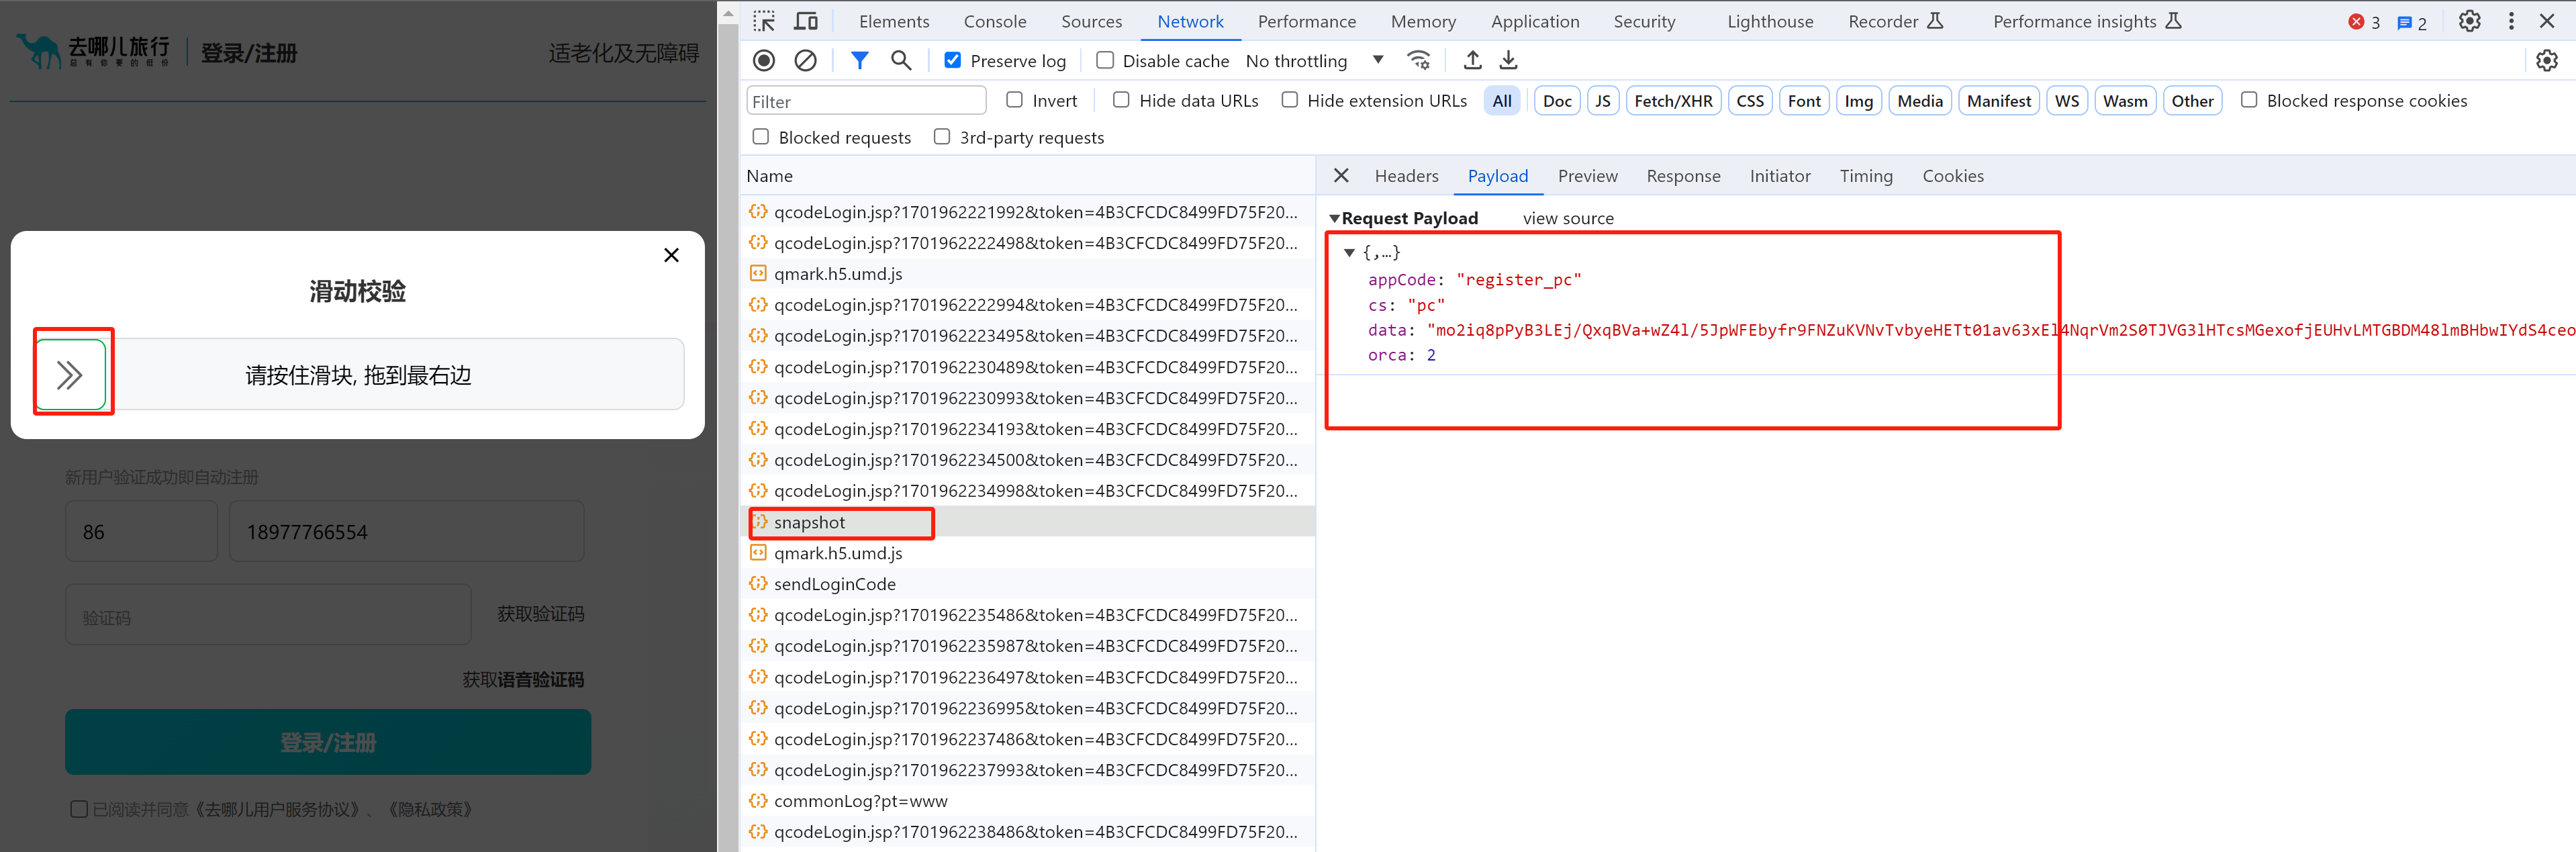 去哪儿旅行
总有你要的低价
登录/注册
适老化及无障碍
滑动校验
请按住滑块, 拖到最右边
新用户验证成功即自动注册
86
18977766554
验证码
获取验证码
获取语音验证码
登录/注册
已阅读并同意《去哪儿用户服务协议》、《隐私政策》
Elements Console Sources Network Performance Memory Application Security Lighthouse Recorder Performance insights 3 2
Preserve log Disable cache No throttling
Filter Invert Hide data URLs Hide extension URLs All Doc JS Fetch/XHR CSS Font Img Media Manifest WS Wasm Other Blocked response cookies
Blocked requests 3rd-party requests
Name
qcodeLogin.jsp?1701962221992&token=4B3CFCDC8499FD75F20...
qcodeLogin.jsp?1701962222498&token=4B3CFCDC8499FD75F20...
qmark.h5.umd.js
qcodeLogin.jsp?1701962222994&token=4B3CFCDC8499FD75F20...
qcodeLogin.jsp?1701962223495&token=4B3CFCDC8499FD75F20...
qcodeLogin.jsp?1701962230489&token=4B3CFCDC8499FD75F20...
qcodeLogin.jsp?1701962230993&token=4B3CFCDC8499FD75F20...
qcodeLogin.jsp?1701962234193&token=4B3CFCDC8499FD75F20...
qcodeLogin.jsp?1701962234500&token=4B3CFCDC8499FD75F20...
qcodeLogin.jsp?1701962234998&token=4B3CFCDC8499FD75F20...
snapshot
qmark.h5.umd.js
sendLoginCode
qcodeLogin.jsp?1701962235486&token=4B3CFCDC8499FD75F20...
qcodeLogin.jsp?1701962235987&token=4B3CFCDC8499FD75F20...
qcodeLogin.jsp?1701962236497&token=4B3CFCDC8499FD75F20...
qcodeLogin.jsp?1701962236995&token=4B3CFCDC8499FD75F20...
qcodeLogin.jsp?1701962237486&token=4B3CFCDC8499FD75F20...
qcodeLogin.jsp?1701962237993&token=4B3CFCDC8499FD75F20...
commonLog?pt=www
qcodeLogin.jsp?1701962238486&token=4B3CFCDC8499FD75F20...
Headers Payload Preview Response Initiator Timing Cookies
Request Payload view source
{,…}
appCode: "register_pc"
cs: "pc"
data: "mo2iq8pPyB3LEj/QxqBVa+wZ4l/5JpWFEbyfr9FNZuKVNvTvbyeHETt01av63xEl4NqrVm2S0TJVG3lHTcsMGexofjEUHvLMTGBDM48lmBHbwIYdS4ceo
orca: 2